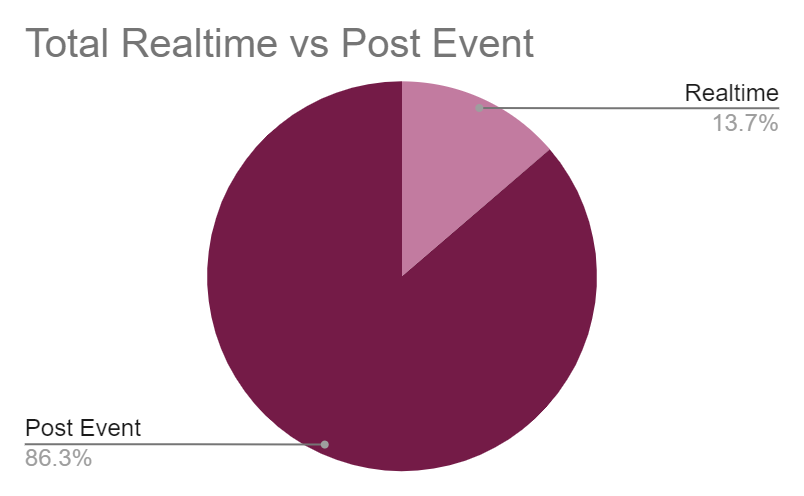 Total Realtime vs Post Event
Realtime
13.7%
Post Event
86.3%